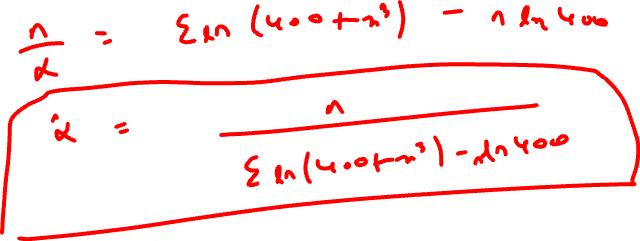 n/α = Σ ln (400+x³) - n ln 400
α̂ = n / (Σ ln(400+x³) - n ln 400)